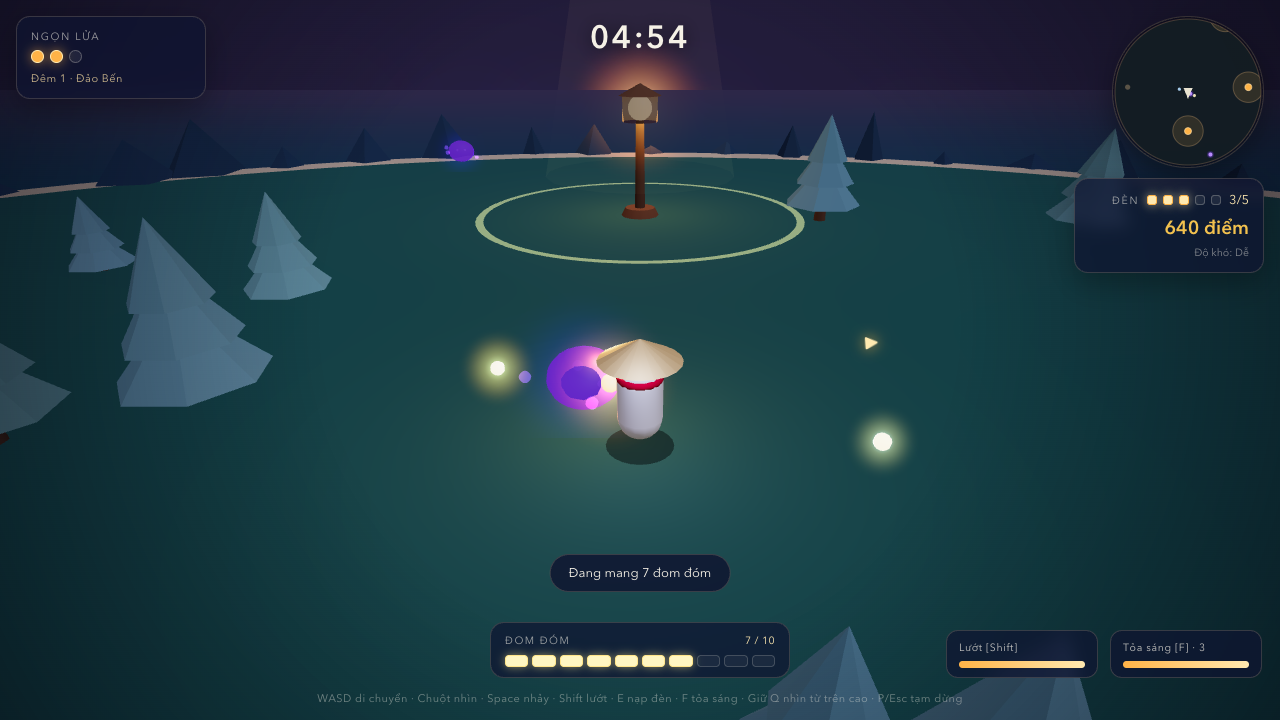 NGỌN LỬA
Đêm 1 · Đảo Bến
04:54
ĐÈN 3/5
640 điểm
Độ khó: Dễ
Đang mang 7 đom đóm
ĐOM ĐÓM 7 / 10
Lướt [Shift]
Tỏa sáng [F] · 3
WASD di chuyển · Chuột nhìn · Space nhảy · Shift lướt · E nạp đèn · F tỏa sáng · Giữ Q nhìn từ trên cao · P/Esc tạm dừng